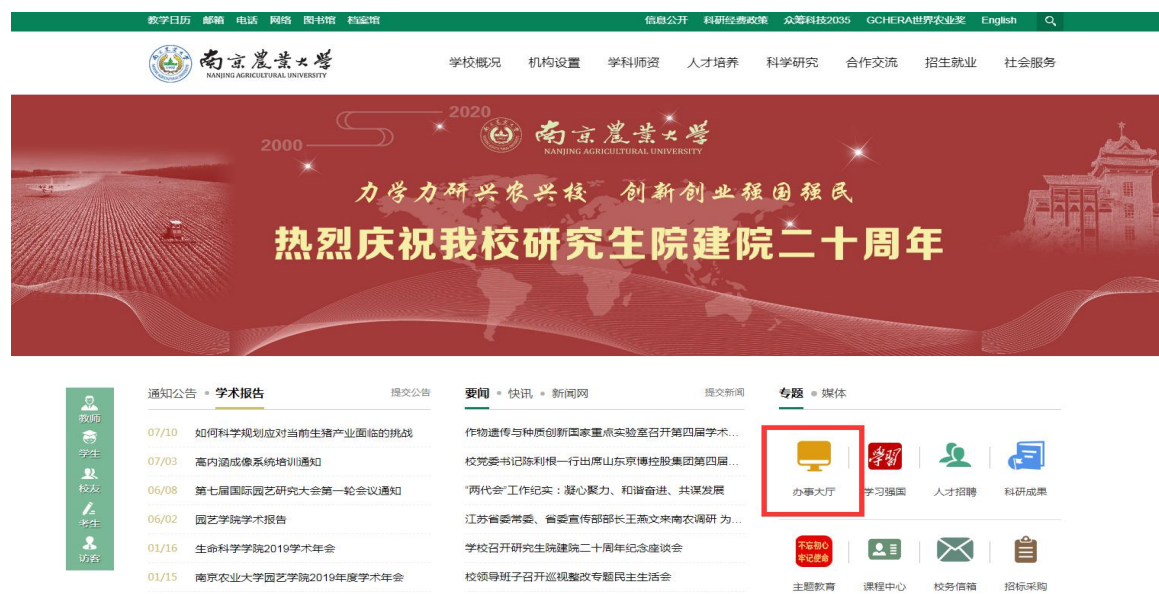 教学日历 邮箱 电话 网络 图书馆 档案馆 信息公开 科研经费政策 众筹科技2035 GCHERA世界农业奖 English
南京農業大學
NANJING AGRICULTURAL UNIVERSITY
学校概况 机构设置 学科师资 人才培养 科学研究 合作交流 招生就业 社会服务
2020
2000
南京農業大學
NANJING AGRICULTURAL UNIVERSITY
力学力研兴农兴校 创新创业强国强民
热烈庆祝我校研究生院建院二十周年
教师
学生
校友
考生
访客
通知公告 学术报告 提交公告
07/10 如何科学规划应对当前生猪产业面临的挑战
07/03 高内涵成像系统培训通知
06/08 第七届国际园艺研究大会第一轮会议通知
06/02 园艺学院学术报告
01/16 生命科学学院2019学术年会
01/15 南京农业大学园艺学院2019年度学术年会
要闻 快讯 新闻网 提交新闻
作物遗传与种质创新国家重点实验室召开第四届学术...
校党委书记陈利根一行出席山东京博控股集团第四届...
“两代会”工作纪实：凝心聚力、和谐奋进、共谋发展
江苏省委常委、省委宣传部部长王燕文来南农调研 为...
学校召开研究生院建院二十周年纪念座谈会
校领导班子召开巡视整改专题民主生活会
专题 媒体
学習
办事大厅 学习强国 人才招聘 科研成果
不忘初心
牢记使命
主题教育 课程中心 校务信箱 招标采购